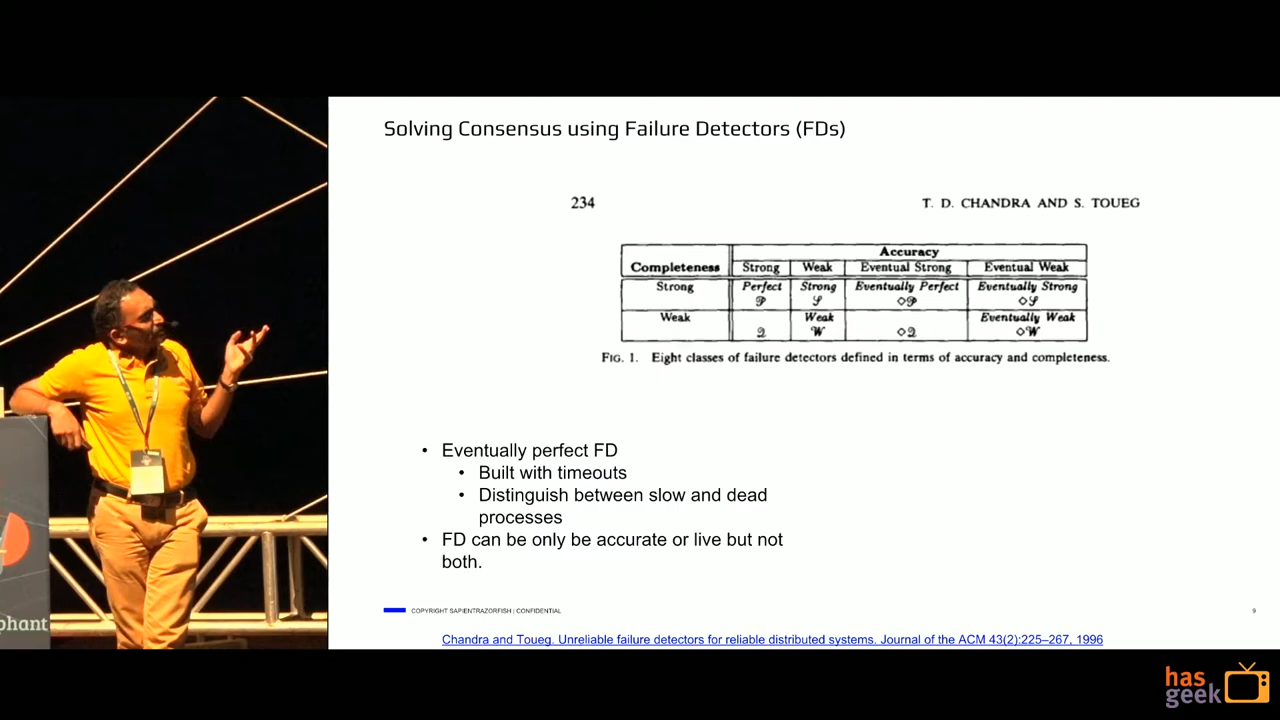 Solving Consensus using Failure Detectors (FDs)
234 T. D. CHANDRA AND S. TOUEG
Accuracy
Completeness Strong Weak Eventual Strong Eventual Weak
Strong Perfect Strong Eventually Perfect Eventually Strong
𝒫 𝒮 ◇𝒫 ◇𝒮
Weak Weak Eventually Weak
𝒬 𝒲 ◇𝒬 ◇𝒲
FIG. 1. Eight classes of failure detectors defined in terms of accuracy and completeness.
• Eventually perfect FD
• Built with timeouts
• Distinguish between slow and dead
processes
• FD can be only be accurate or live but not
both.
COPYRIGHT SAPIENTRAZORFISH | CONFIDENTIAL 9
Chandra and Toueg. Unreliable failure detectors for reliable distributed systems. Journal of the ACM 43(2):225–267, 1996
phant
has
geek